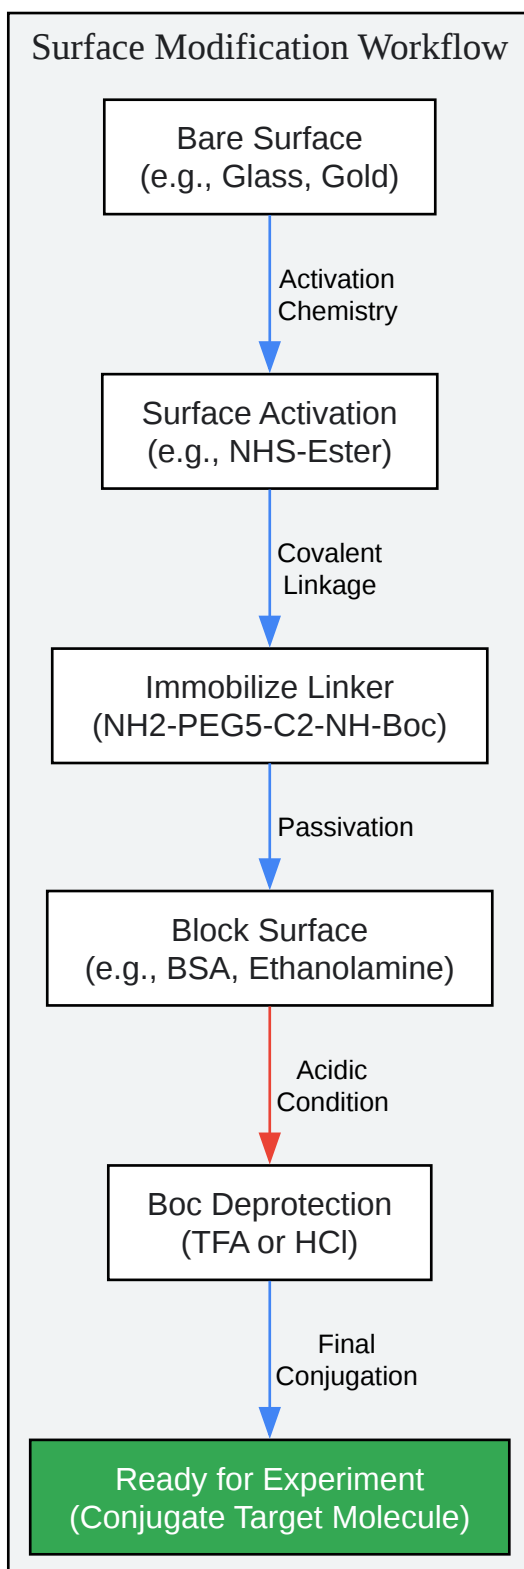 Surface Modification Workflow
Bare Surface
(e.g., Glass, Gold)
Activation
Chemistry
Surface Activation
(e.g., NHS-Ester)
Covalent
Linkage
Immobilize Linker
(NH2-PEG5-C2-NH-Boc)
Passivation
Block Surface
(e.g., BSA, Ethanolamine)
Acidic
Condition
Boc Deprotection
(TFA or HCl)
Final
Conjugation
Ready for Experiment
(Conjugate Target Molecule)